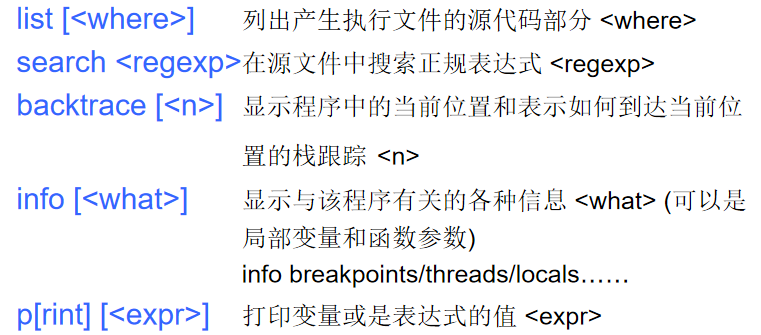 list [<where>] 列出产生执行文件的源代码部分 <where>
search <regexp>在源文件中搜索正规表达式 <regexp>
backtrace [<n>] 显示程序中的当前位置和表示如何到达当前位
置的栈跟踪 <n>
info [<what>] 显示与该程序有关的各种信息 <what> (可以是
局部变量和函数参数)
info breakpoints/threads/locals……
p[rint] [<expr>] 打印变量或是表达式的值 <expr>